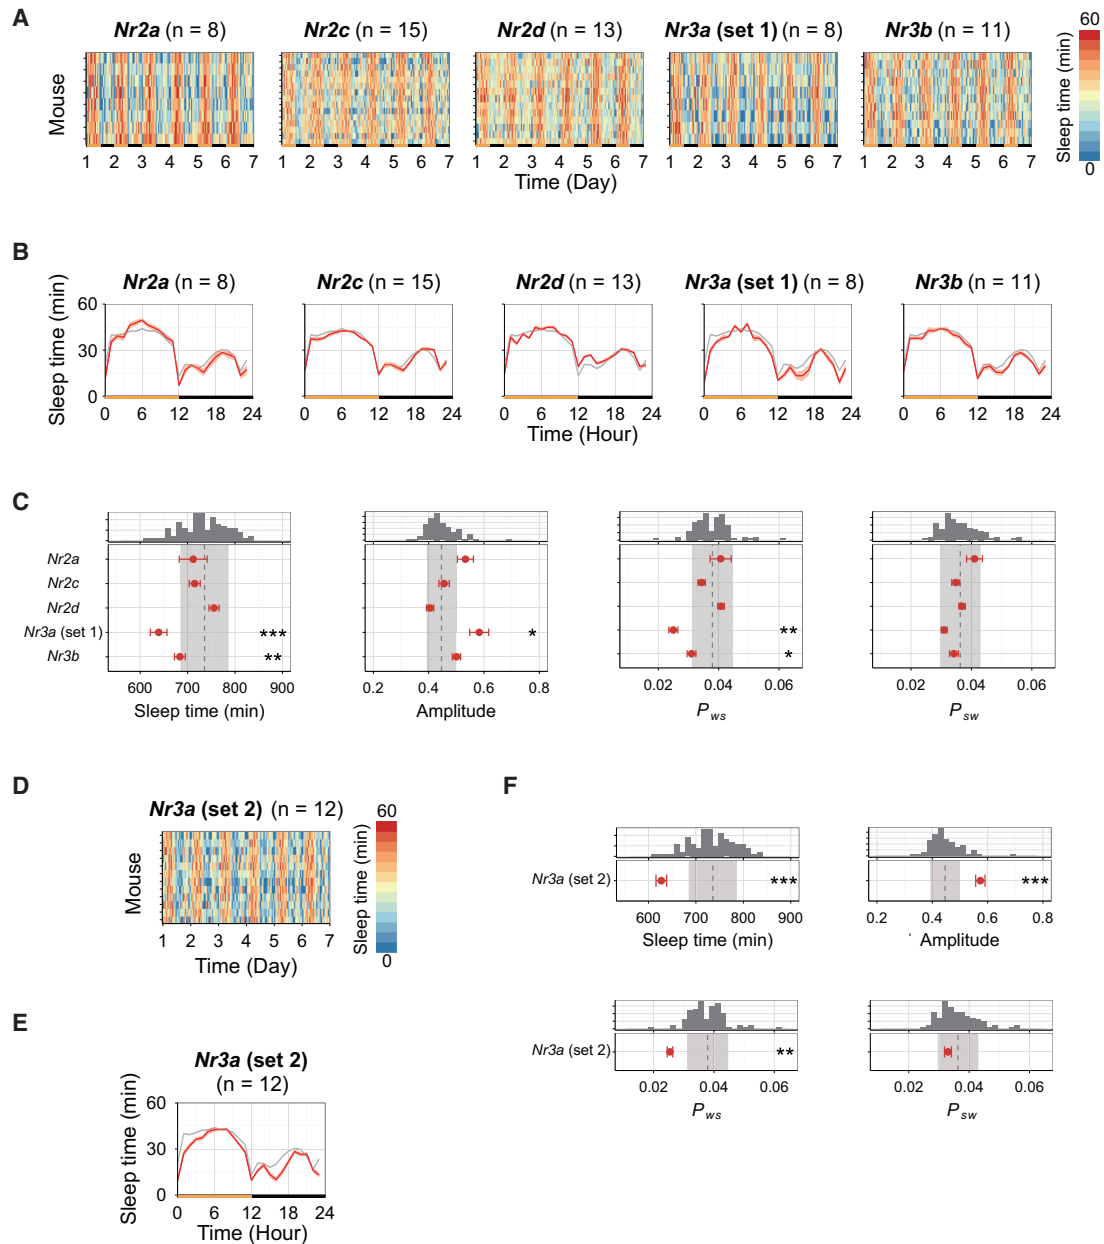 A
Nr2a (n = 8)
Nr2c (n = 15)
Nr2d (n = 13)
Nr3a (set 1) (n = 8)
Nr3b (n = 11)
60
Sleep time (min)
0
Mouse
1 2 3 4 5 6 7
1 2 3 4 5 6 7
1 2 3 4 5 6 7
1 2 3 4 5 6 7
1 2 3 4 5 6 7
Time (Day)
B
Nr2a (n = 8)
Nr2c (n = 15)
Nr2d (n = 13)
Nr3a (set 1) (n = 8)
Nr3b (n = 11)
Sleep time (min)
60
30
0
0 6 12 18 24
0 6 12 18 24
0 6 12 18 24
0 6 12 18 24
0 6 12 18 24
Time (Hour)
C
Nr2a
Nr2c
Nr2d
Nr3a (set 1)
Nr3b
***
**
*
**
*
600 700 800 900
0.2 0.4 0.6 0.8
0.02 0.04 0.06
0.02 0.04 0.06
Sleep time (min)
Amplitude
Pws
Psw
D
Nr3a (set 2) (n = 12)
60
Sleep time (min)
0
Mouse
1 2 3 4 5 6 7
Time (Day)
E
Nr3a (set 2)
(n = 12)
Sleep time (min)
60
30
0
0 6 12 18 24
Time (Hour)
F
Nr3a (set 2)
***
***
600 700 800 900
0.2 0.4 0.6 0.8
Sleep time (min)
Amplitude
Nr3a (set 2)
**
0.02 0.04 0.06
0.02 0.04 0.06
Pws
Psw